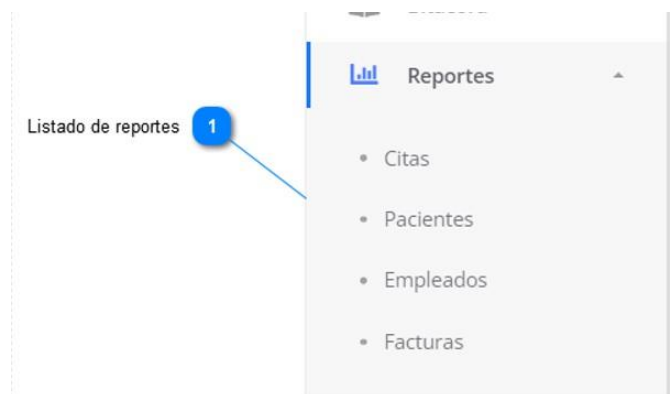 Reportes
Listado de reportes 1
Citas
Pacientes
Empleados
Facturas